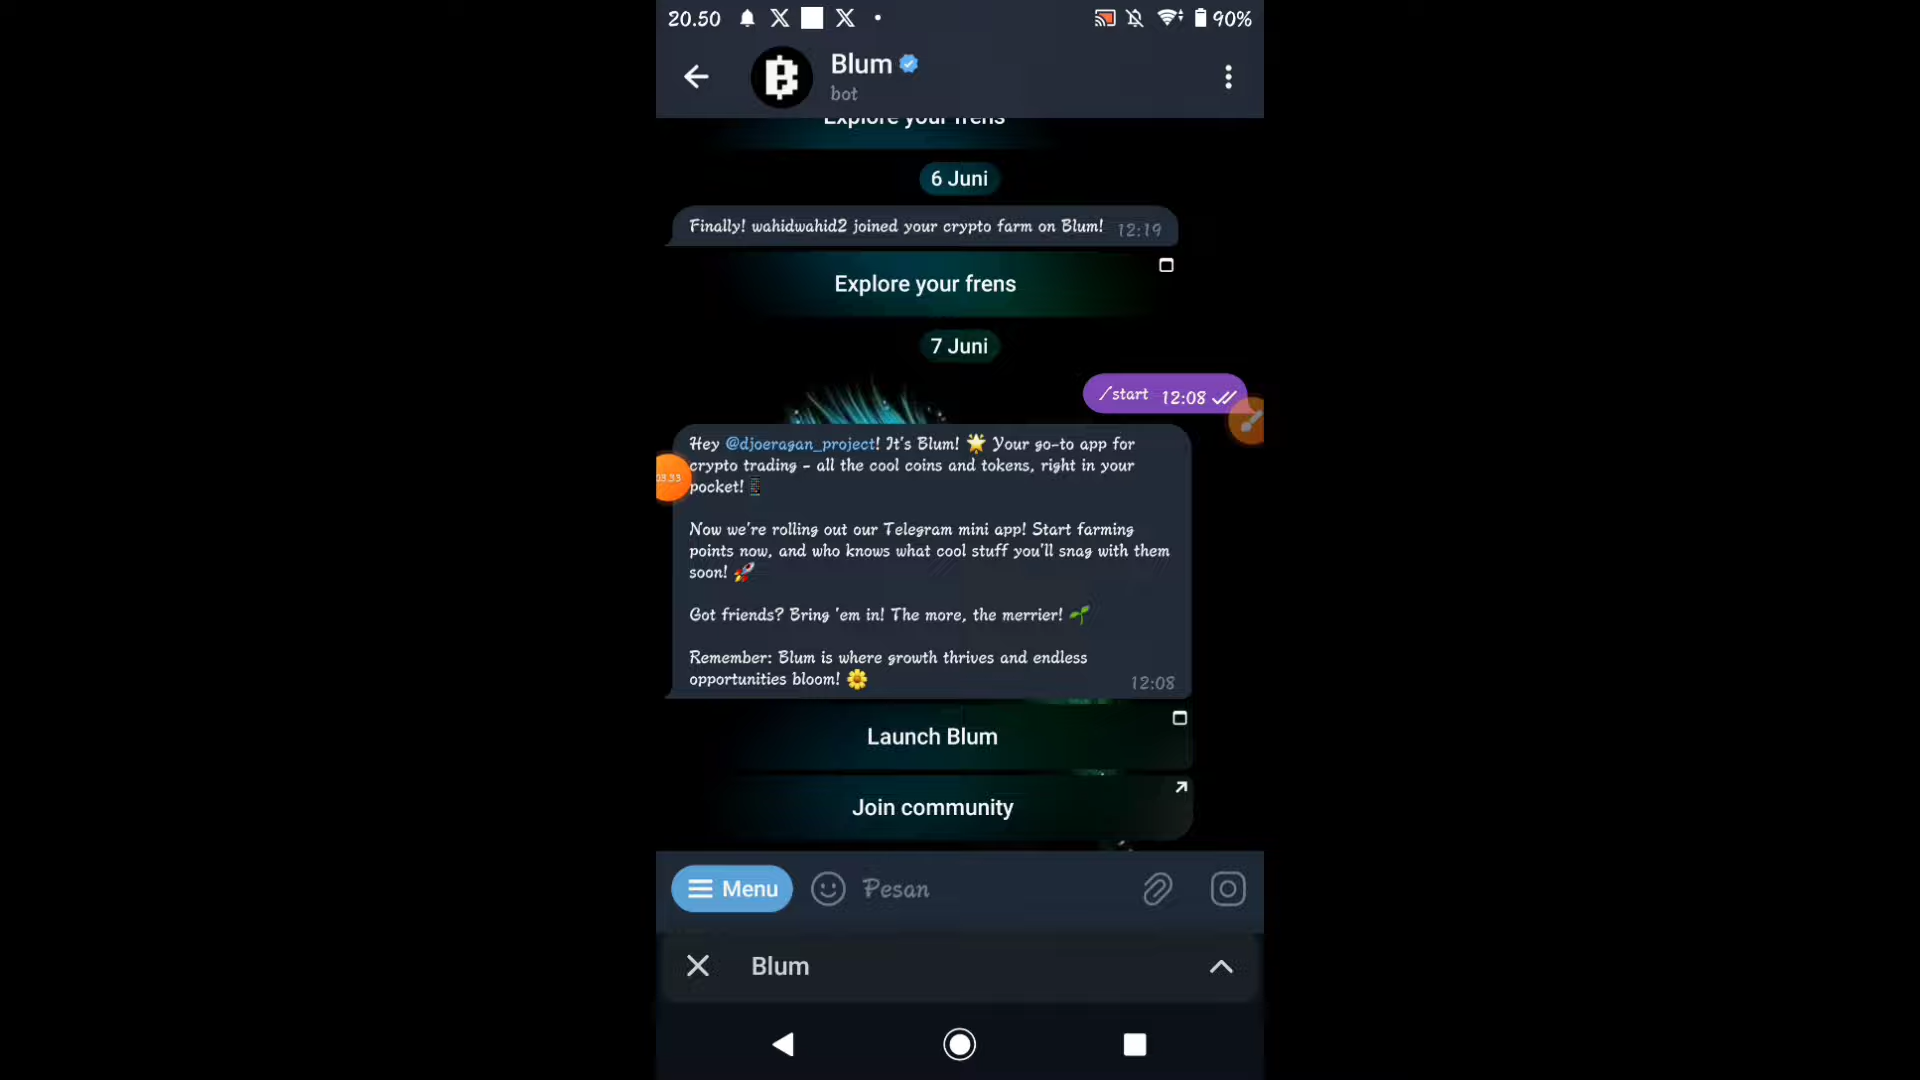 20.50
90%
Blum
bot
Explore your frens
6 Juni
Finally! wahidwahid2 joined your crypto farm on Blum! 12:19
Explore your frens
7 Juni
/start 12:08
Hey @djoeragan_project! It's Blum! 🌟 Your go-to app for
crypto trading - all the cool coins and tokens, right in your
pocket! 📱
03.33
Now we're rolling out our Telegram mini app! Start farming
points now, and who knows what cool stuff you'll snag with them
soon! 🚀
Got friends? Bring 'em in! The more, the merrier! 🌱
Remember: Blum is where growth thrives and endless
opportunities bloom! 🌼 12:08
Launch Blum
Join community
Menu
Pesan
Blum